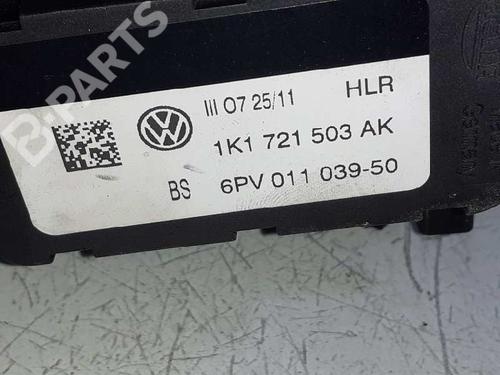 B-PARTS
III 07 25/11 HLR
1K1 721 503 AK
BS 6PV 011 039-50